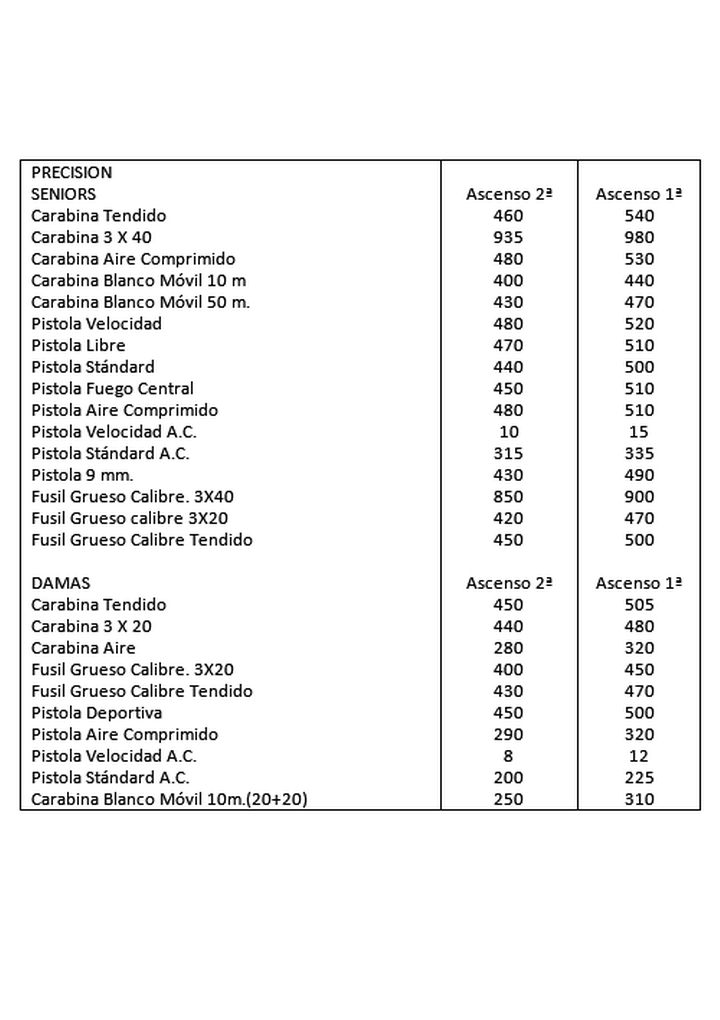 PRECISION
SENIORS Ascenso 2ª Ascenso 1ª
Carabina Tendido 460 540
Carabina 3 X 40 935 980
Carabina Aire Comprimido 480 530
Carabina Blanco Móvil 10 m 400 440
Carabina Blanco Móvil 50 m. 430 470
Pistola Velocidad 480 520
Pistola Libre 470 510
Pistola Stándard 440 500
Pistola Fuego Central 450 510
Pistola Aire Comprimido 480 510
Pistola Velocidad A.C. 10 15
Pistola Stándard A.C. 315 335
Pistola 9 mm. 430 490
Fusil Grueso Calibre. 3X40 850 900
Fusil Grueso calibre 3X20 420 470
Fusil Grueso Calibre Tendido 450 500
DAMAS Ascenso 2ª Ascenso 1ª
Carabina Tendido 450 505
Carabina 3 X 20 440 480
Carabina Aire 280 320
Fusil Grueso Calibre. 3X20 400 450
Fusil Grueso Calibre Tendido 430 470
Pistola Deportiva 450 500
Pistola Aire Comprimido 290 320
Pistola Velocidad A.C. 8 12
Pistola Stándard A.C. 200 225
Carabina Blanco Móvil 10m.(20+20) 250 310